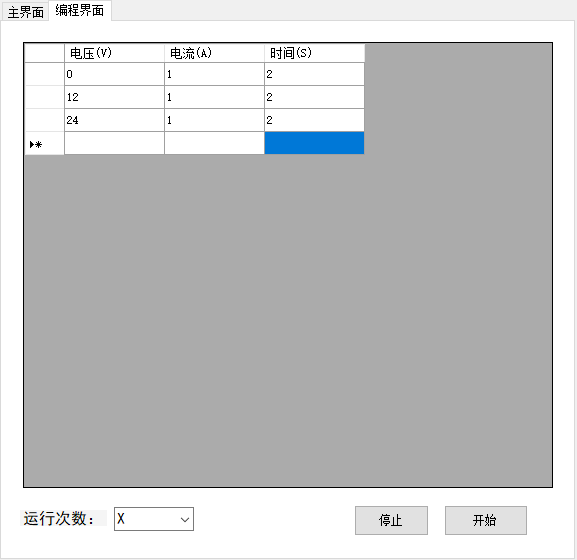 主界面 编程界面
电压(V) 电流(A) 时间(S)
0 1 2
12 1 2
24 1 2
运行次数： X 停止 开始